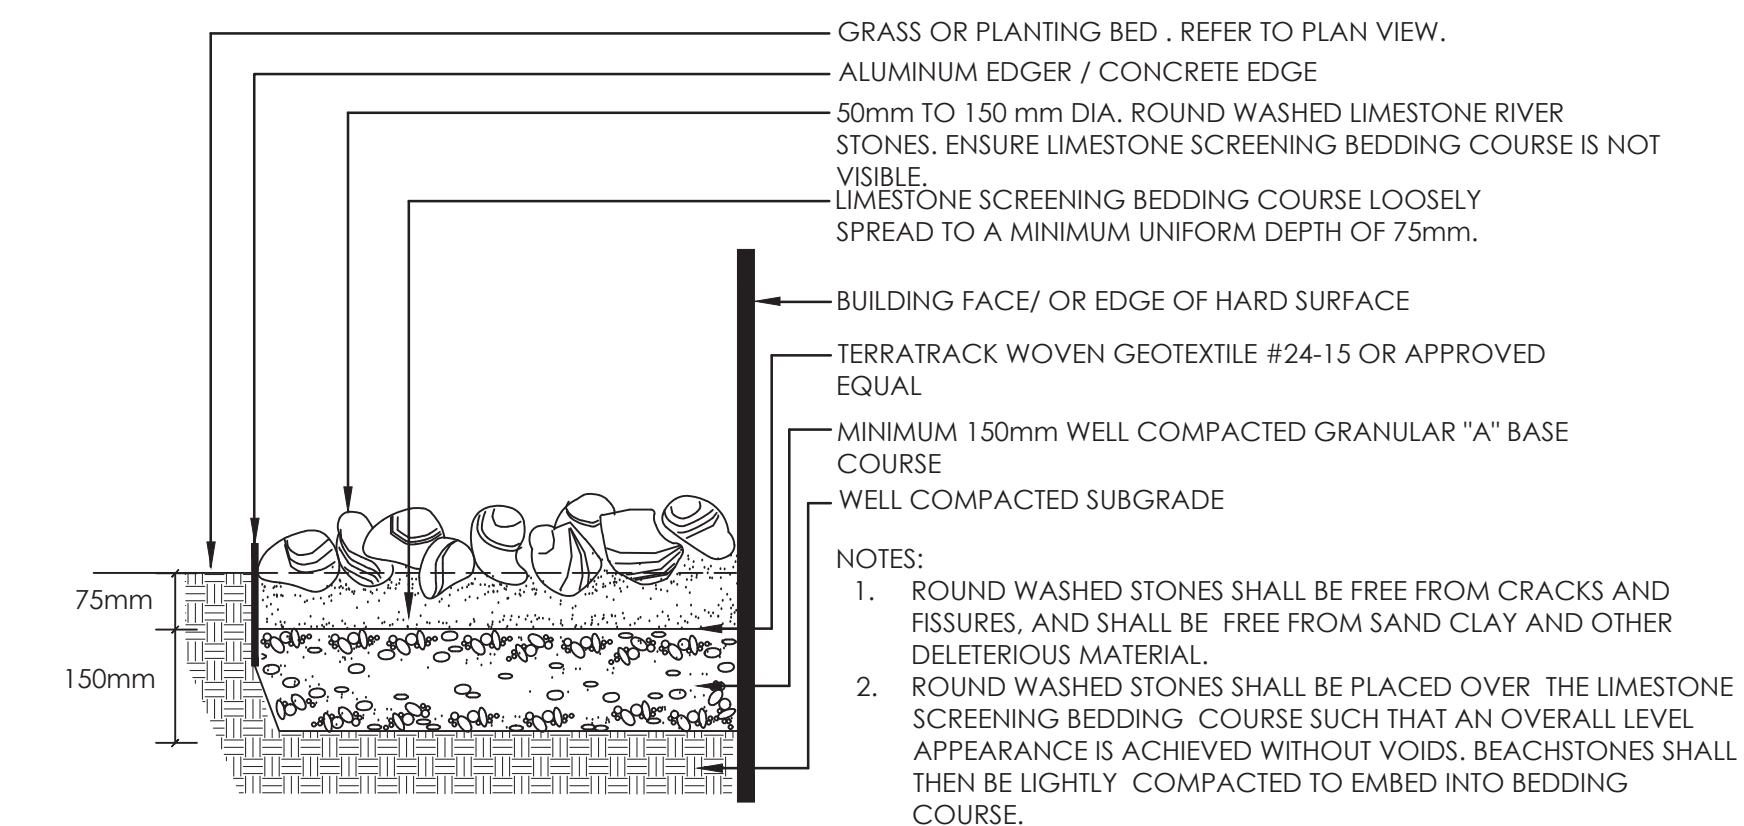 GRASS OR PLANTING BED . REFER TO PLAN VIEW.
ALUMINUM EDGER / CONCRETE EDGE
50mm TO 150 mm DIA. ROUND WASHED LIMESTONE RIVER
STONES. ENSURE LIMESTONE SCREENING BEDDING COURSE IS NOT
VISIBLE.
LIMESTONE SCREENING BEDDING COURSE LOOSELY
SPREAD TO A MINIMUM UNIFORM DEPTH OF 75mm.
BUILDING FACE/ OR EDGE OF HARD SURFACE
TERRATRACK WOVEN GEOTEXTILE #24-15 OR APPROVED
EQUAL
MINIMUM 150mm WELL COMPACTED GRANULAR "A" BASE
COURSE
WELL COMPACTED SUBGRADE
75mm
150mm
NOTES:
1. ROUND WASHED STONES SHALL BE FREE FROM CRACKS AND
FISSURES, AND SHALL BE FREE FROM SAND CLAY AND OTHER
DELETERIOUS MATERIAL.
2. ROUND WASHED STONES SHALL BE PLACED OVER THE LIMESTONE
SCREENING BEDDING COURSE SUCH THAT AN OVERALL LEVEL
APPEARANCE IS ACHIEVED WITHOUT VOIDS. BEACHSTONES SHALL
THEN BE LIGHTLY COMPACTED TO EMBED INTO BEDDING
COURSE.